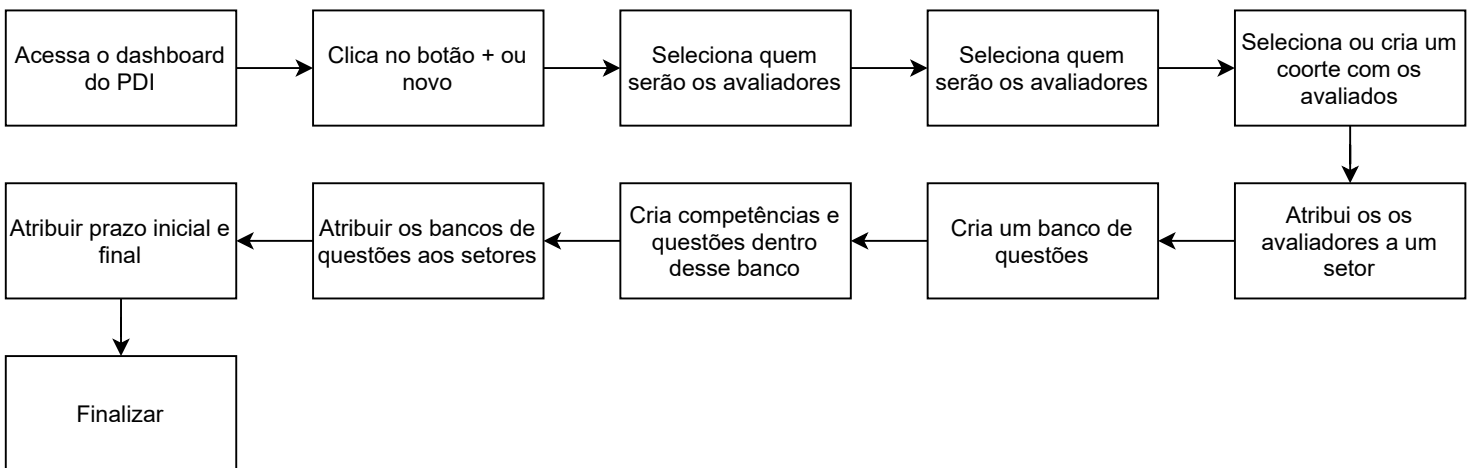 Acessa o dashboard
do PDI
Clica no botão + ou
novo
Seleciona quem
serão os avaliadores
Seleciona quem
serão os avaliadores
Seleciona ou cria um
coorte com os
avaliados
Atribui os os
avaliadores a um
setor
Cria um banco de
questões
Cria competências e
questões dentro
desse banco
Atribuir os bancos de
questões aos setores
Atribuir prazo inicial e
final
Finalizar